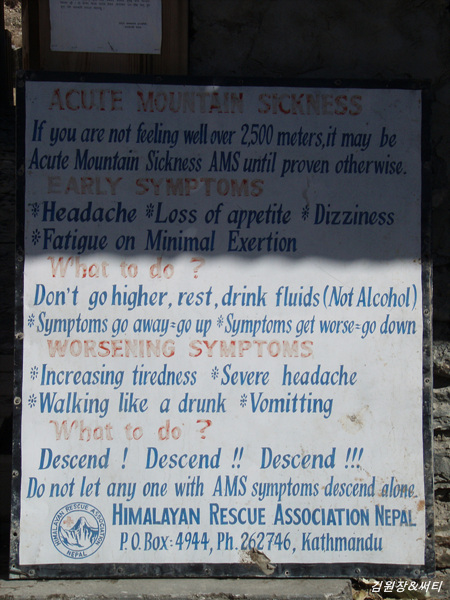 ACUTE MOUNTAIN SICKNESS
If you are not feeling well over 2,500 meters, it may be
Acute Mountain Sickness AMS until proven otherwise.
EARLY SYMPTOMS
*Headache *Loss of appetite *Dizziness
*Fatigue on Minimal Exertion
What to do ?
Don't go higher, rest, drink fluids (Not Alcohol)
*Symptoms go away=go up *Symptoms get worse=go down
WORSENING SYMPTOMS
*Increasing tiredness *Severe headache
*Walking like a drunk *Vomitting
What to do ?
Descend ! Descend !! Descend !!!
Do not let any one with AMS symptoms descend alone.
HIMALAYAN RESCUE ASSOCIATION NEPAL
P.O. Box: 4944, Ph. 262746, Kathmandu
HIMALAYAN RESCUE ASSOCIATION
NEPAL
김원장&써티